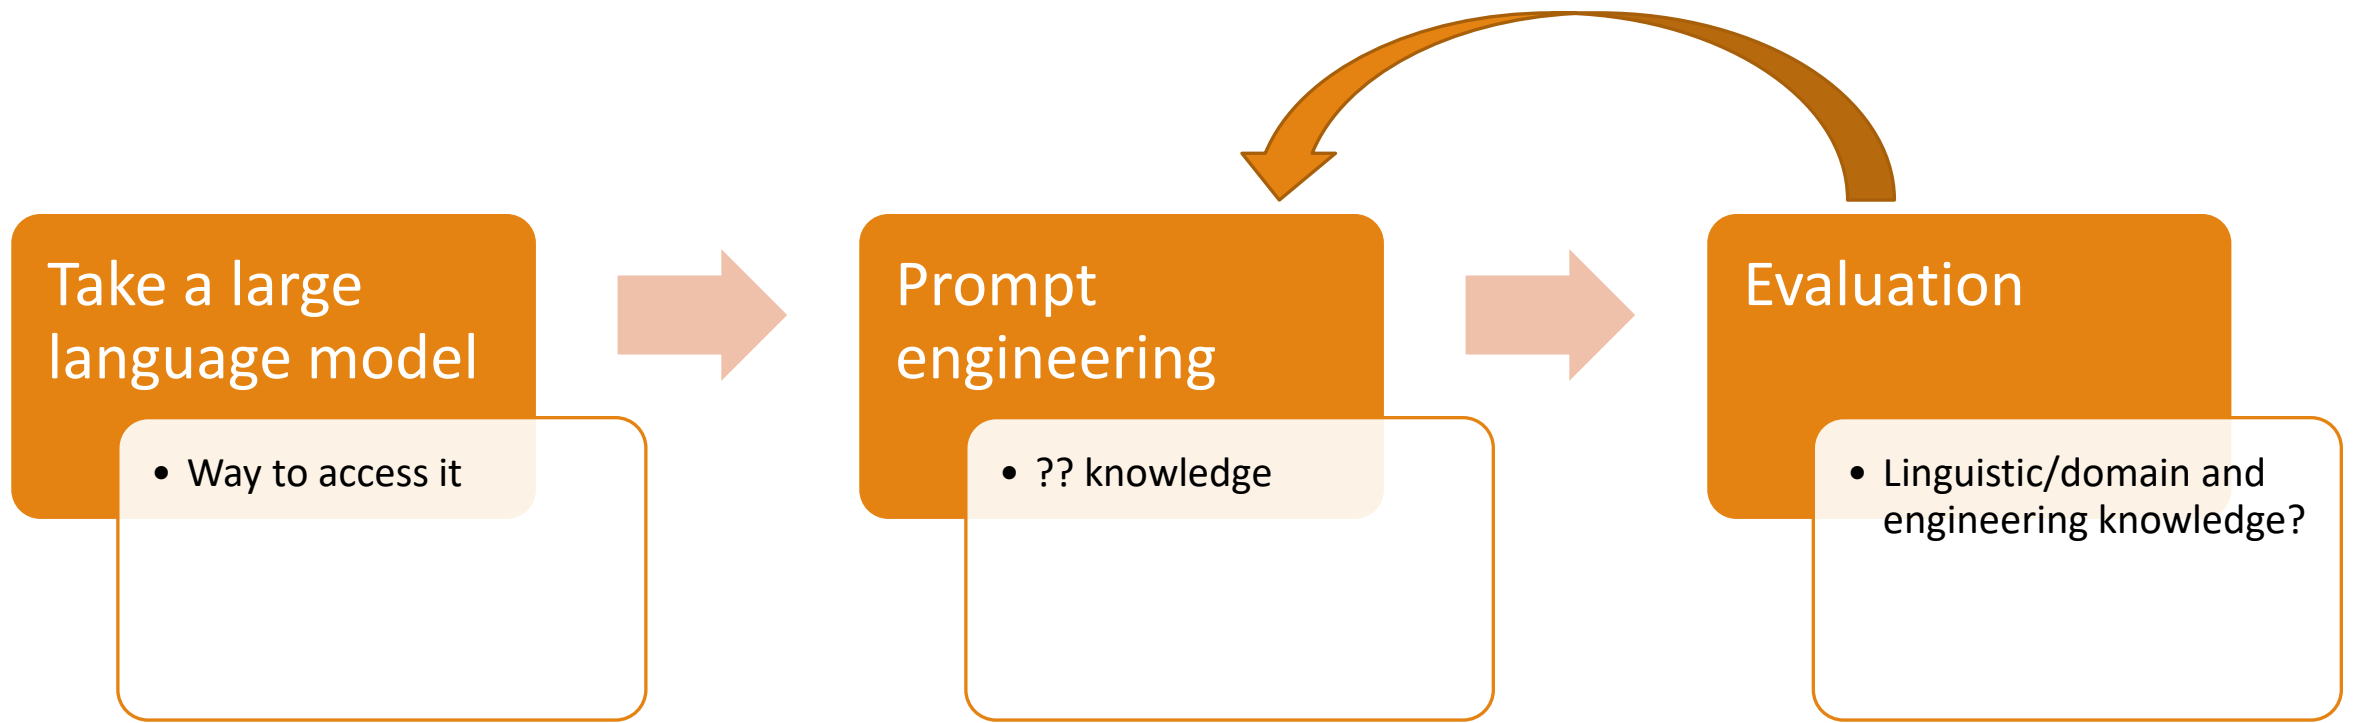 Take a large
language model
• Way to access it
Prompt
engineering
• ?? knowledge
Evaluation
• Linguistic/domain and
engineering knowledge?